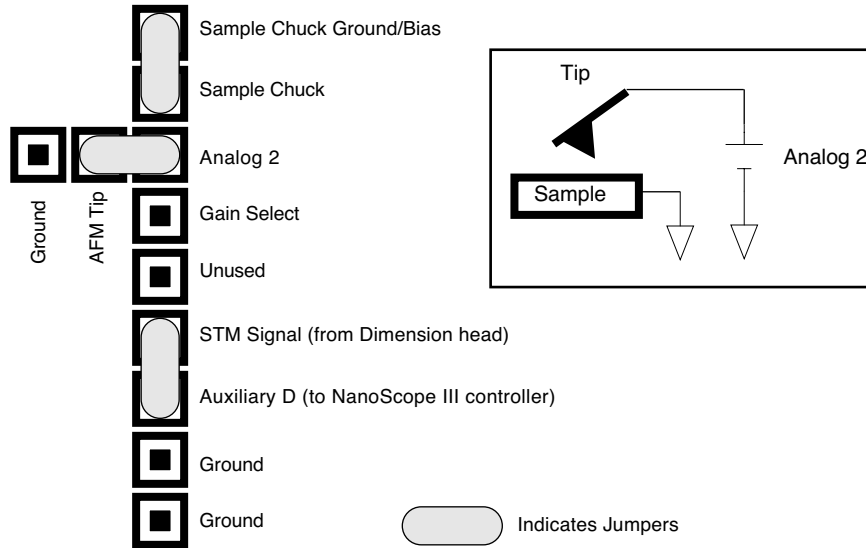 Sample Chuck Ground/Bias
Sample Chuck
Analog 2
Gain Select
Unused
STM Signal (from Dimension head)
Auxiliary D (to NanoScope III controller)
Ground
Ground
Ground
AFM Tip
Indicates Jumpers
Tip
Analog 2
Sample